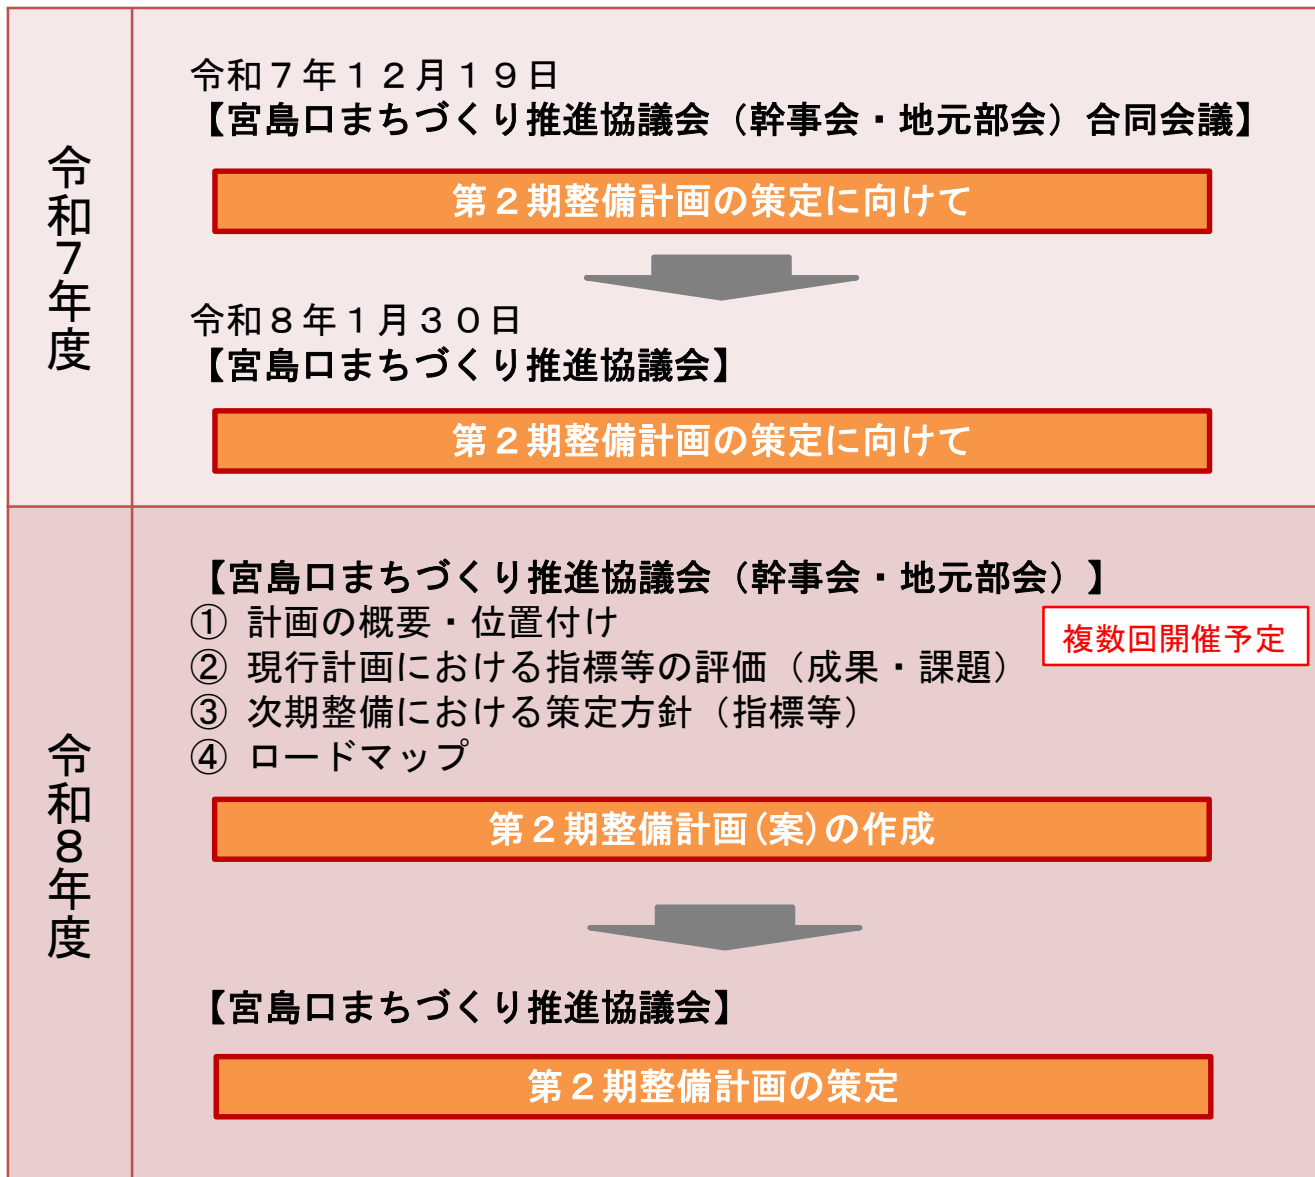 令和７年度
令和７年１２月１９日
【宮島口まちづくり推進協議会（幹事会・地元部会）合同会議】
第２期整備計画の策定に向けて
令和８年１月３０日
【宮島口まちづくり推進協議会】
第２期整備計画の策定に向けて
令和８年度
【宮島口まちづくり推進協議会（幹事会・地元部会）】
① 計画の概要・位置付け
複数回開催予定
② 現行計画における指標等の評価（成果・課題）
③ 次期整備における策定方針（指標等）
④ ロードマップ
第２期整備計画(案)の作成
【宮島口まちづくり推進協議会】
第２期整備計画の策定